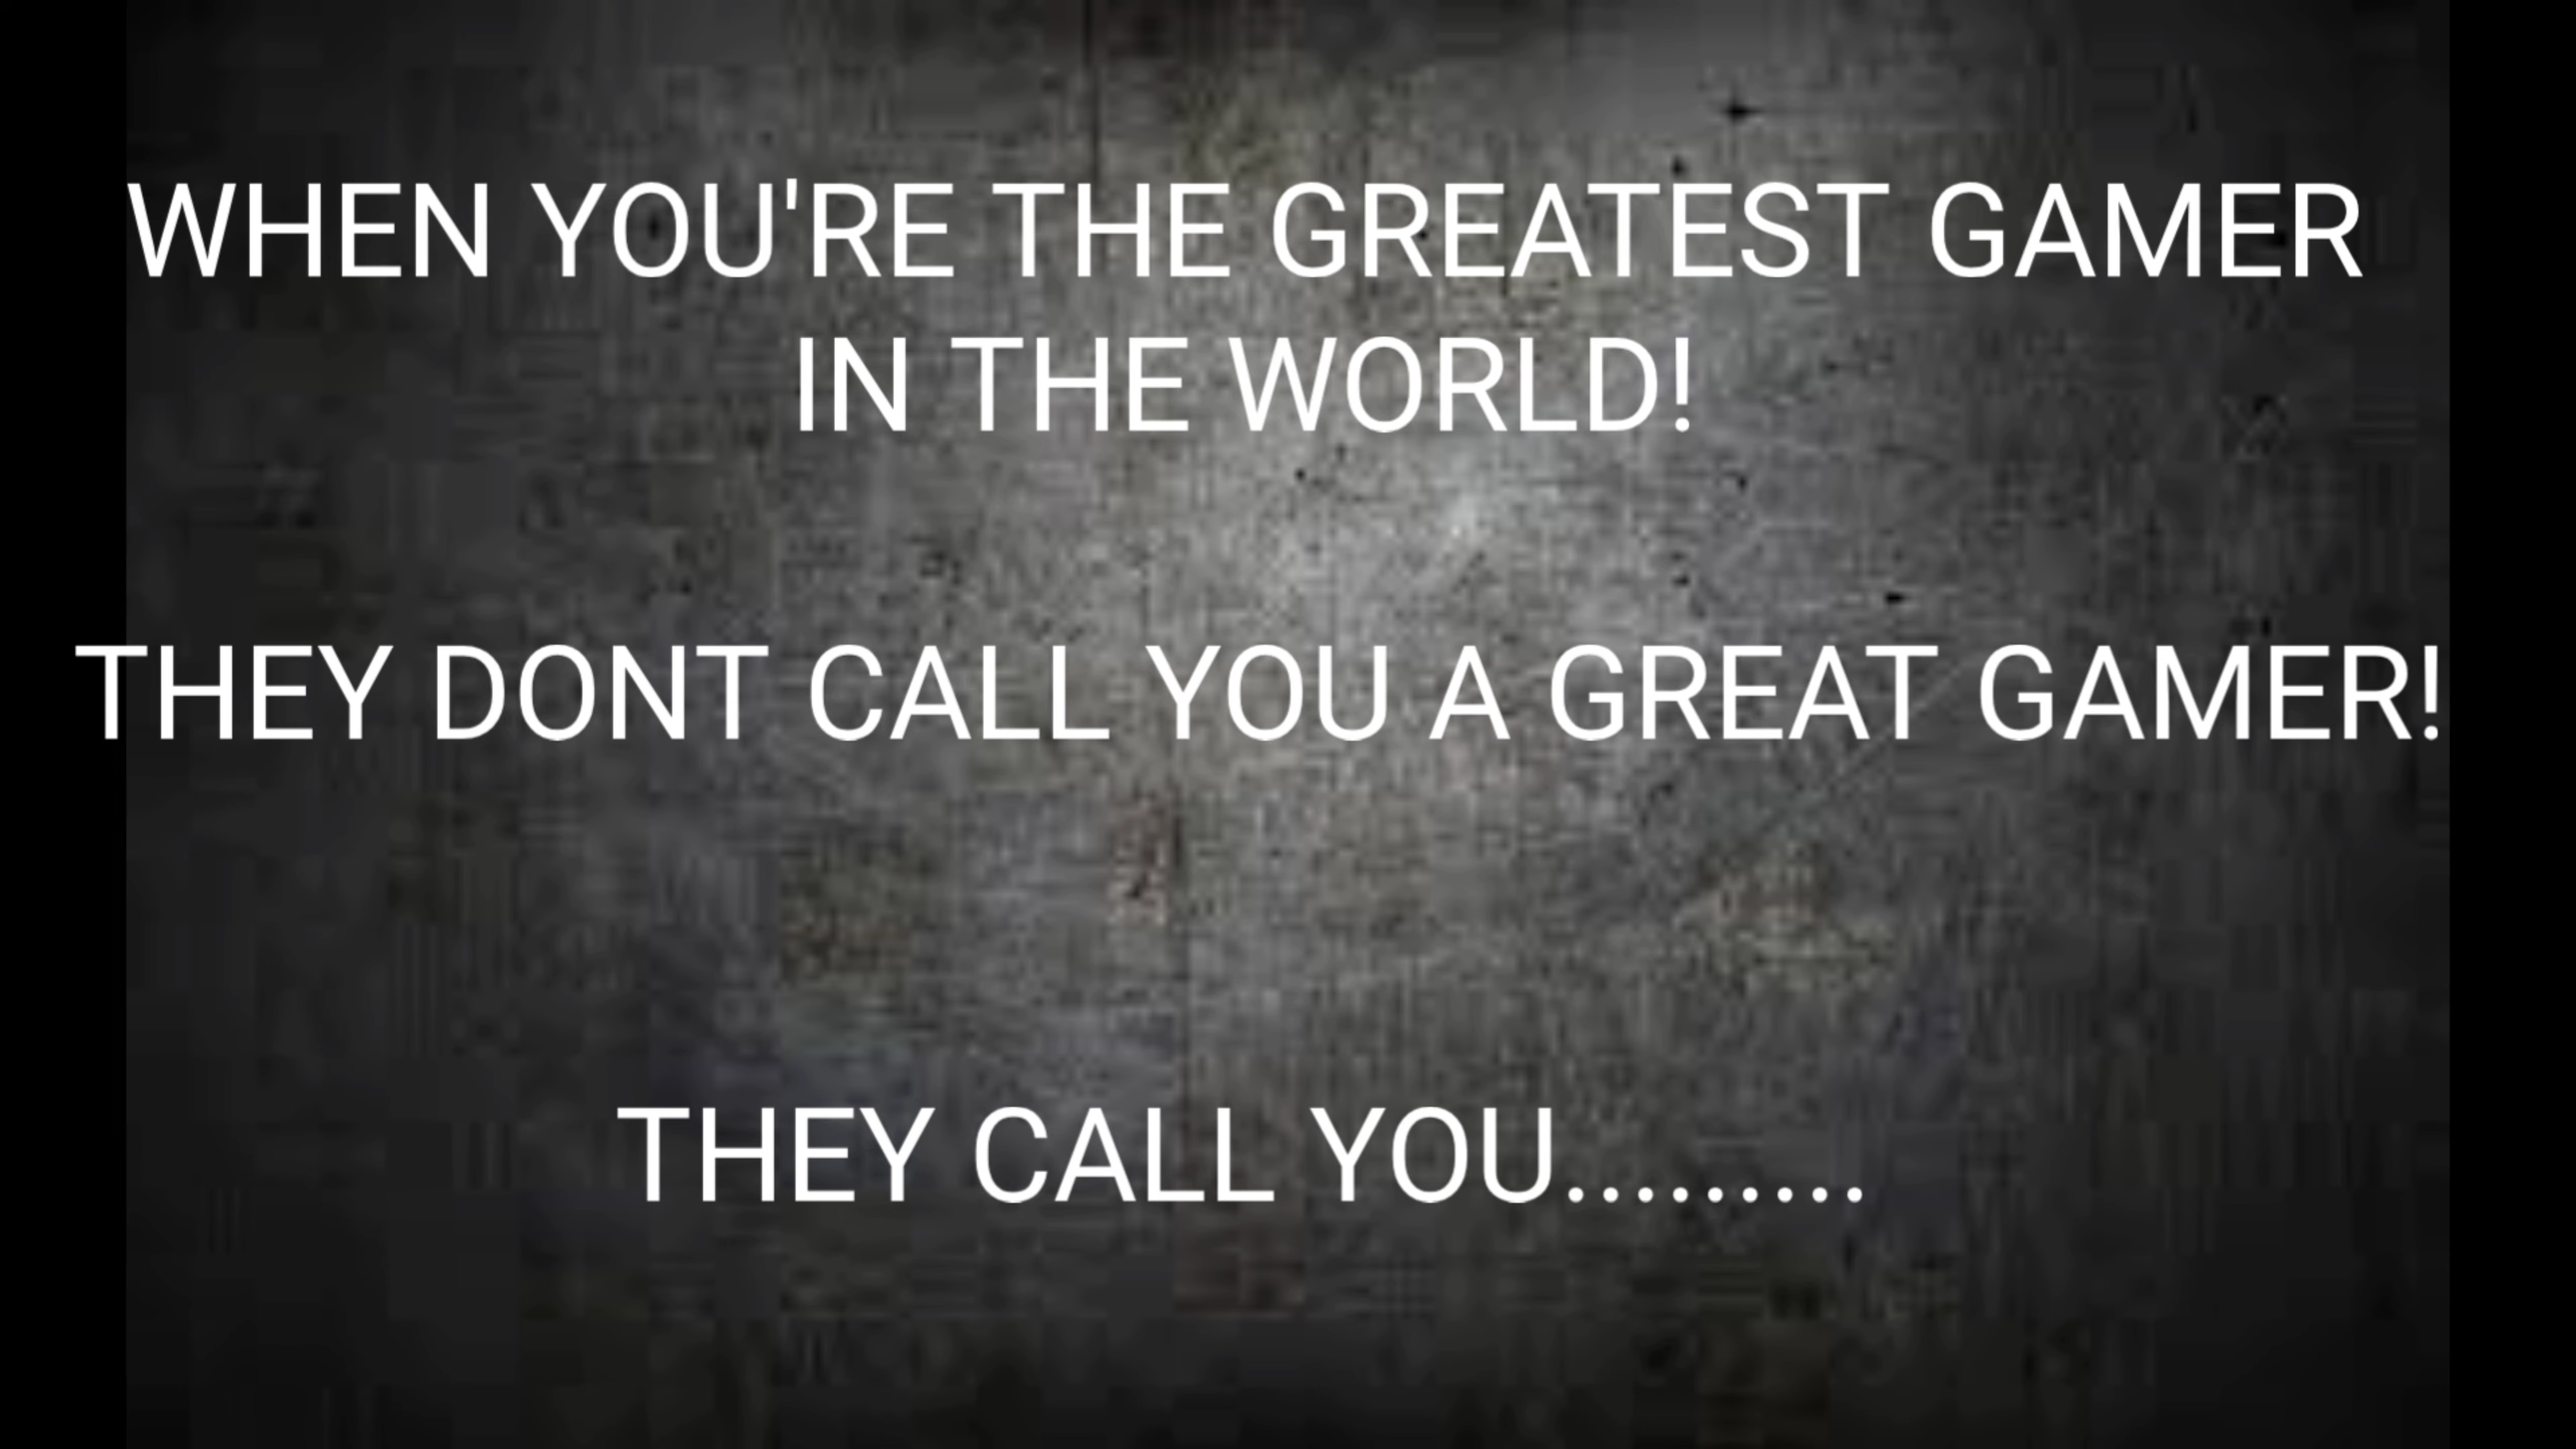 WHEN YOU'RE THE GREATEST GAMER
IN THE WORLD!
THEY DONT CALL YOU A GREAT GAMER!
THEY CALL YOU.........